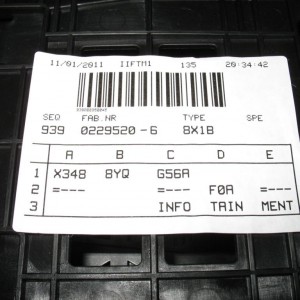 11/01/2011 IIFTM1 135 20:34:42
SEQ FAB.NR TYPE SPE
939 0229520-6 8X1B
A B C D E
1 X348 8YQ G56A
2 =--- =--- F0A =---
3 INFO TAIN MENT